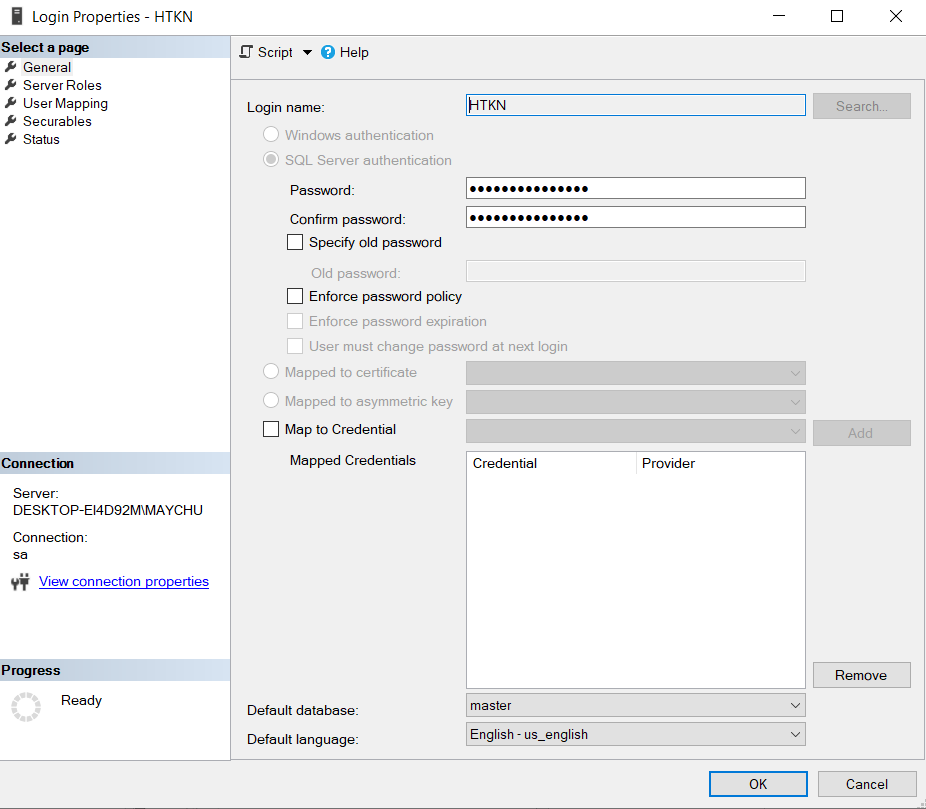 Login Properties - HTKN
Select a page
General
Server Roles
User Mapping
Securables
Status
Script
Help
Login name:
HTKN
Search...
Windows authentication
SQL Server authentication
Password:
●●●●●●●●●●●●●●●
Confirm password:
●●●●●●●●●●●●●●●
Specify old password
Old password:
Enforce password policy
Enforce password expiration
User must change password at next login
Mapped to certificate
Mapped to asymmetric key
Map to Credential
Add
Mapped Credentials
Credential
Provider
Remove
Default database:
master
Default language:
English - us_english
Connection
Server:
DESKTOP-EI4D92M\MAYCHU
Connection:
sa
View connection properties
Progress
Ready
OK
Cancel